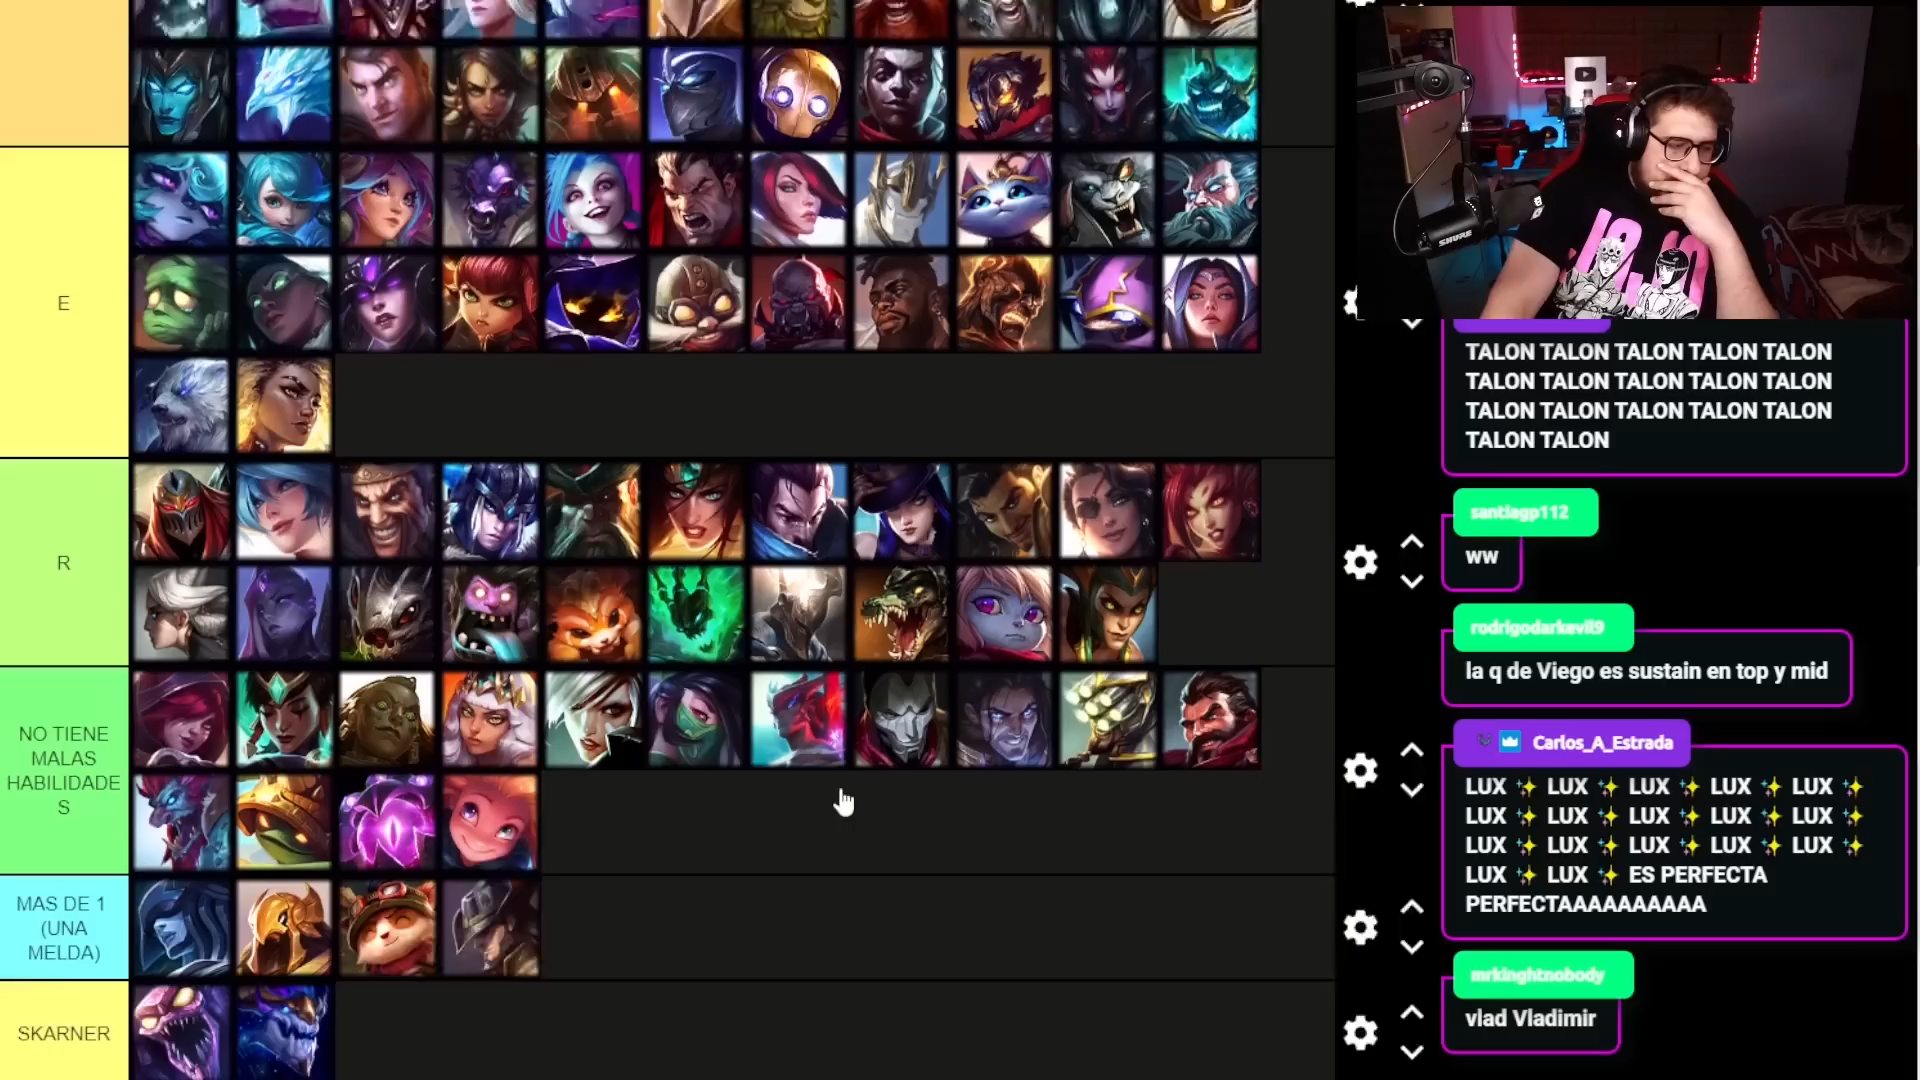 E
R
NO TIENE
MALAS
HABILIDADE
S
MAS DE 1
(UNA
MELDA)
SKARNER
SHURE
TALON TALON TALON TALON TALON
TALON TALON TALON TALON TALON
TALON TALON TALON TALON TALON
TALON TALON
santiagp112
ww
rodrigodarkevil9
la q de Viego es sustain en top y mid
Carlos_A_Estrada
LUX ✨ LUX ✨ LUX ✨ LUX ✨ LUX ✨
LUX ✨ LUX ✨ LUX ✨ LUX ✨ LUX ✨
LUX ✨ LUX ✨ LUX ✨ LUX ✨ LUX ✨
LUX ✨ LUX ✨ ES PERFECTA
PERFECTAAAAAAAAAA
mrkinghtnobody
vlad Vladimir